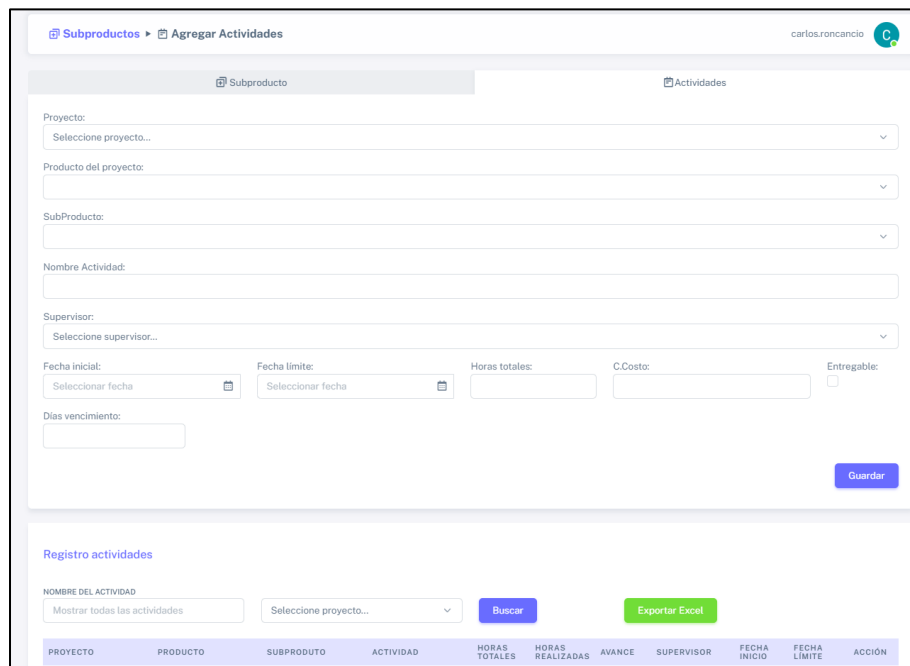 Subproductos ▸ Agregar Actividades
carlos.roncancio
C
Subproducto
Actividades
Proyecto:
Seleccione proyecto...
Producto del proyecto:
SubProducto:
Nombre Actividad:
Supervisor:
Seleccione supervisor...
Fecha inicial:
Fecha límite:
Horas totales:
C.Costo:
Entregable:
Seleccionar fecha
Seleccionar fecha
Días vencimiento:
Guardar
Registro actividades
NOMBRE DEL ACTIVIDAD
Mostrar todas las actividades
Seleccione proyecto...
Buscar
Exportar Excel
PROYECTO
PRODUCTO
SUBPRODUTO
ACTIVIDAD
HORAS
TOTALES
HORAS
REALIZADAS
AVANCE
SUPERVISOR
FECHA
INICIO
FECHA
LÍMITE
ACCIÓN